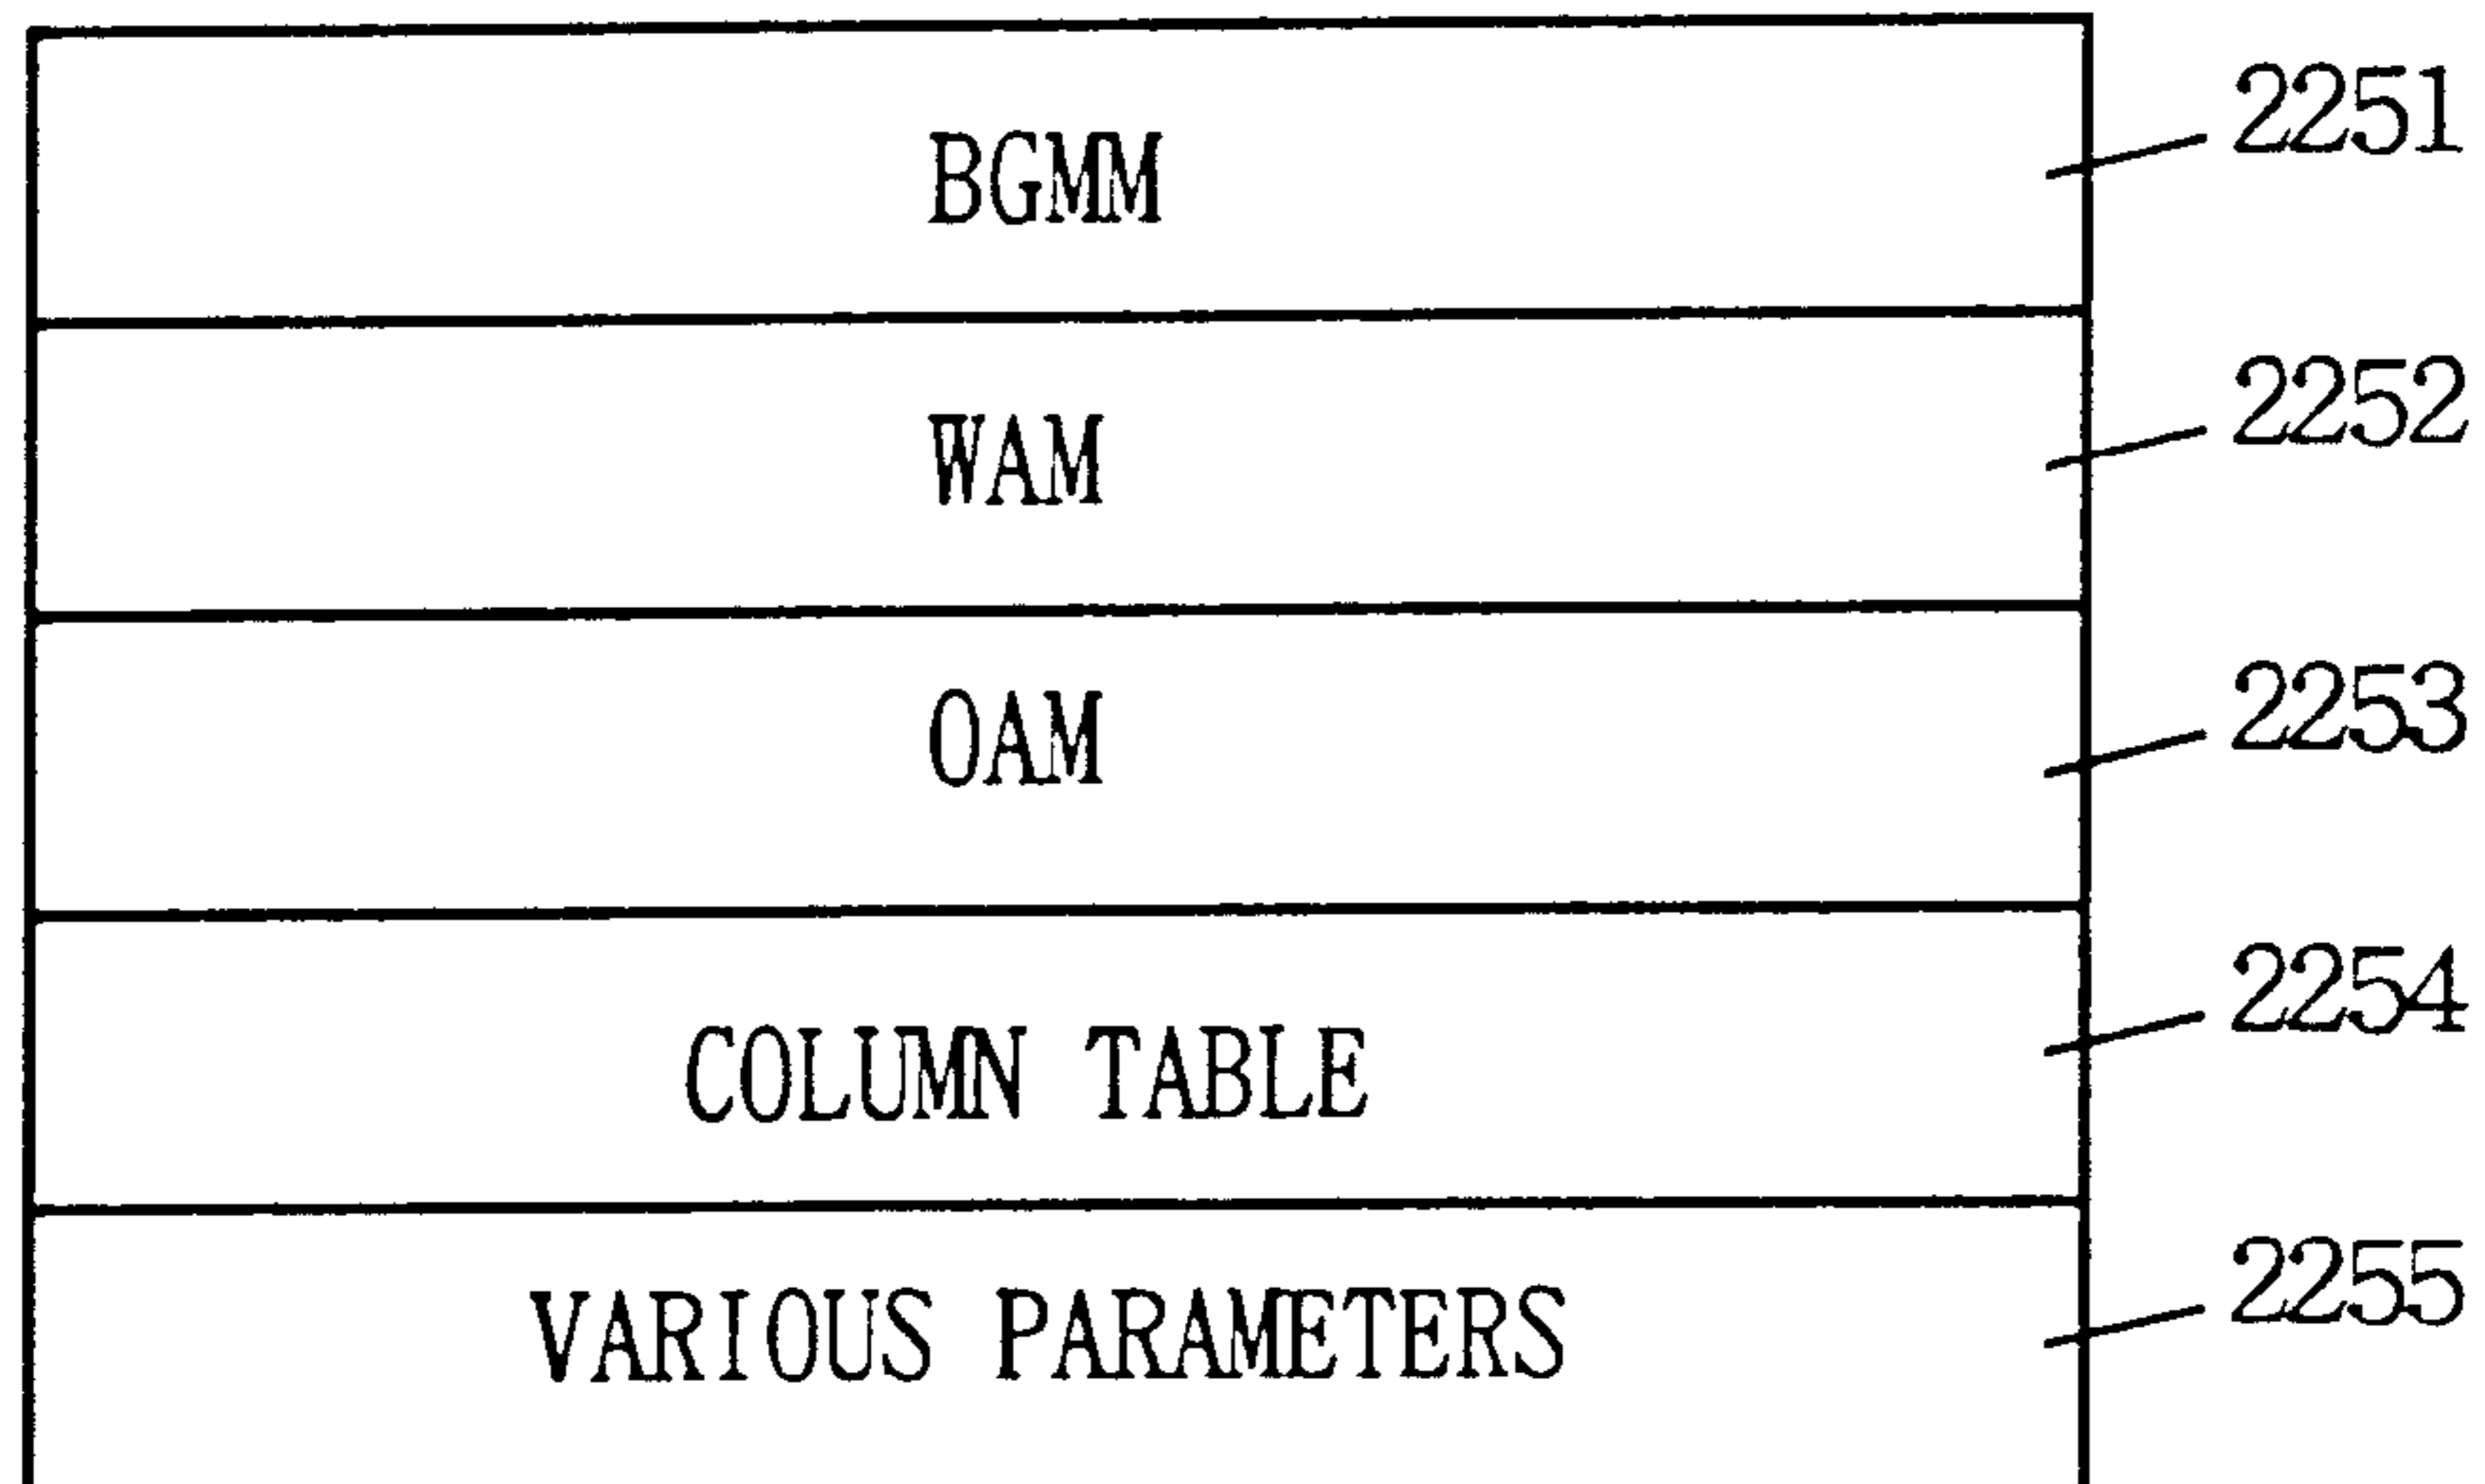 BGMM 2251
WAM 2252
OAM 2253
COLUMN TABLE 2254
VARIOUS PARAMETERS 2255